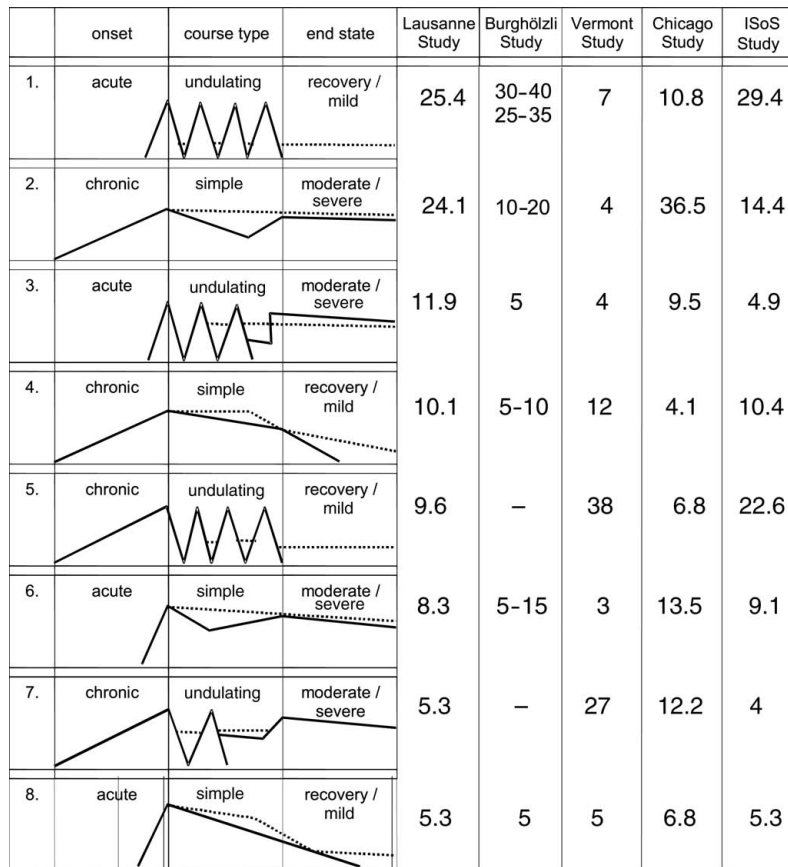 onset course type end state Lausanne Study Burghölzli Study Vermont Study Chicago Study ISoS Study
1. acute undulating recovery / mild 25.4 30-40 25-35 7 10.8 29.4
2. chronic simple moderate / severe 24.1 10-20 4 36.5 14.4
3. acute undulating moderate / severe 11.9 5 4 9.5 4.9
4. chronic simple recovery / mild 10.1 5-10 12 4.1 10.4
5. chronic undulating recovery / mild 9.6 – 38 6.8 22.6
6. acute simple moderate / severe 8.3 5-15 3 13.5 9.1
7. chronic undulating moderate / severe 5.3 – 27 12.2 4
8. acute simple recovery / mild 5.3 5 5 6.8 5.3